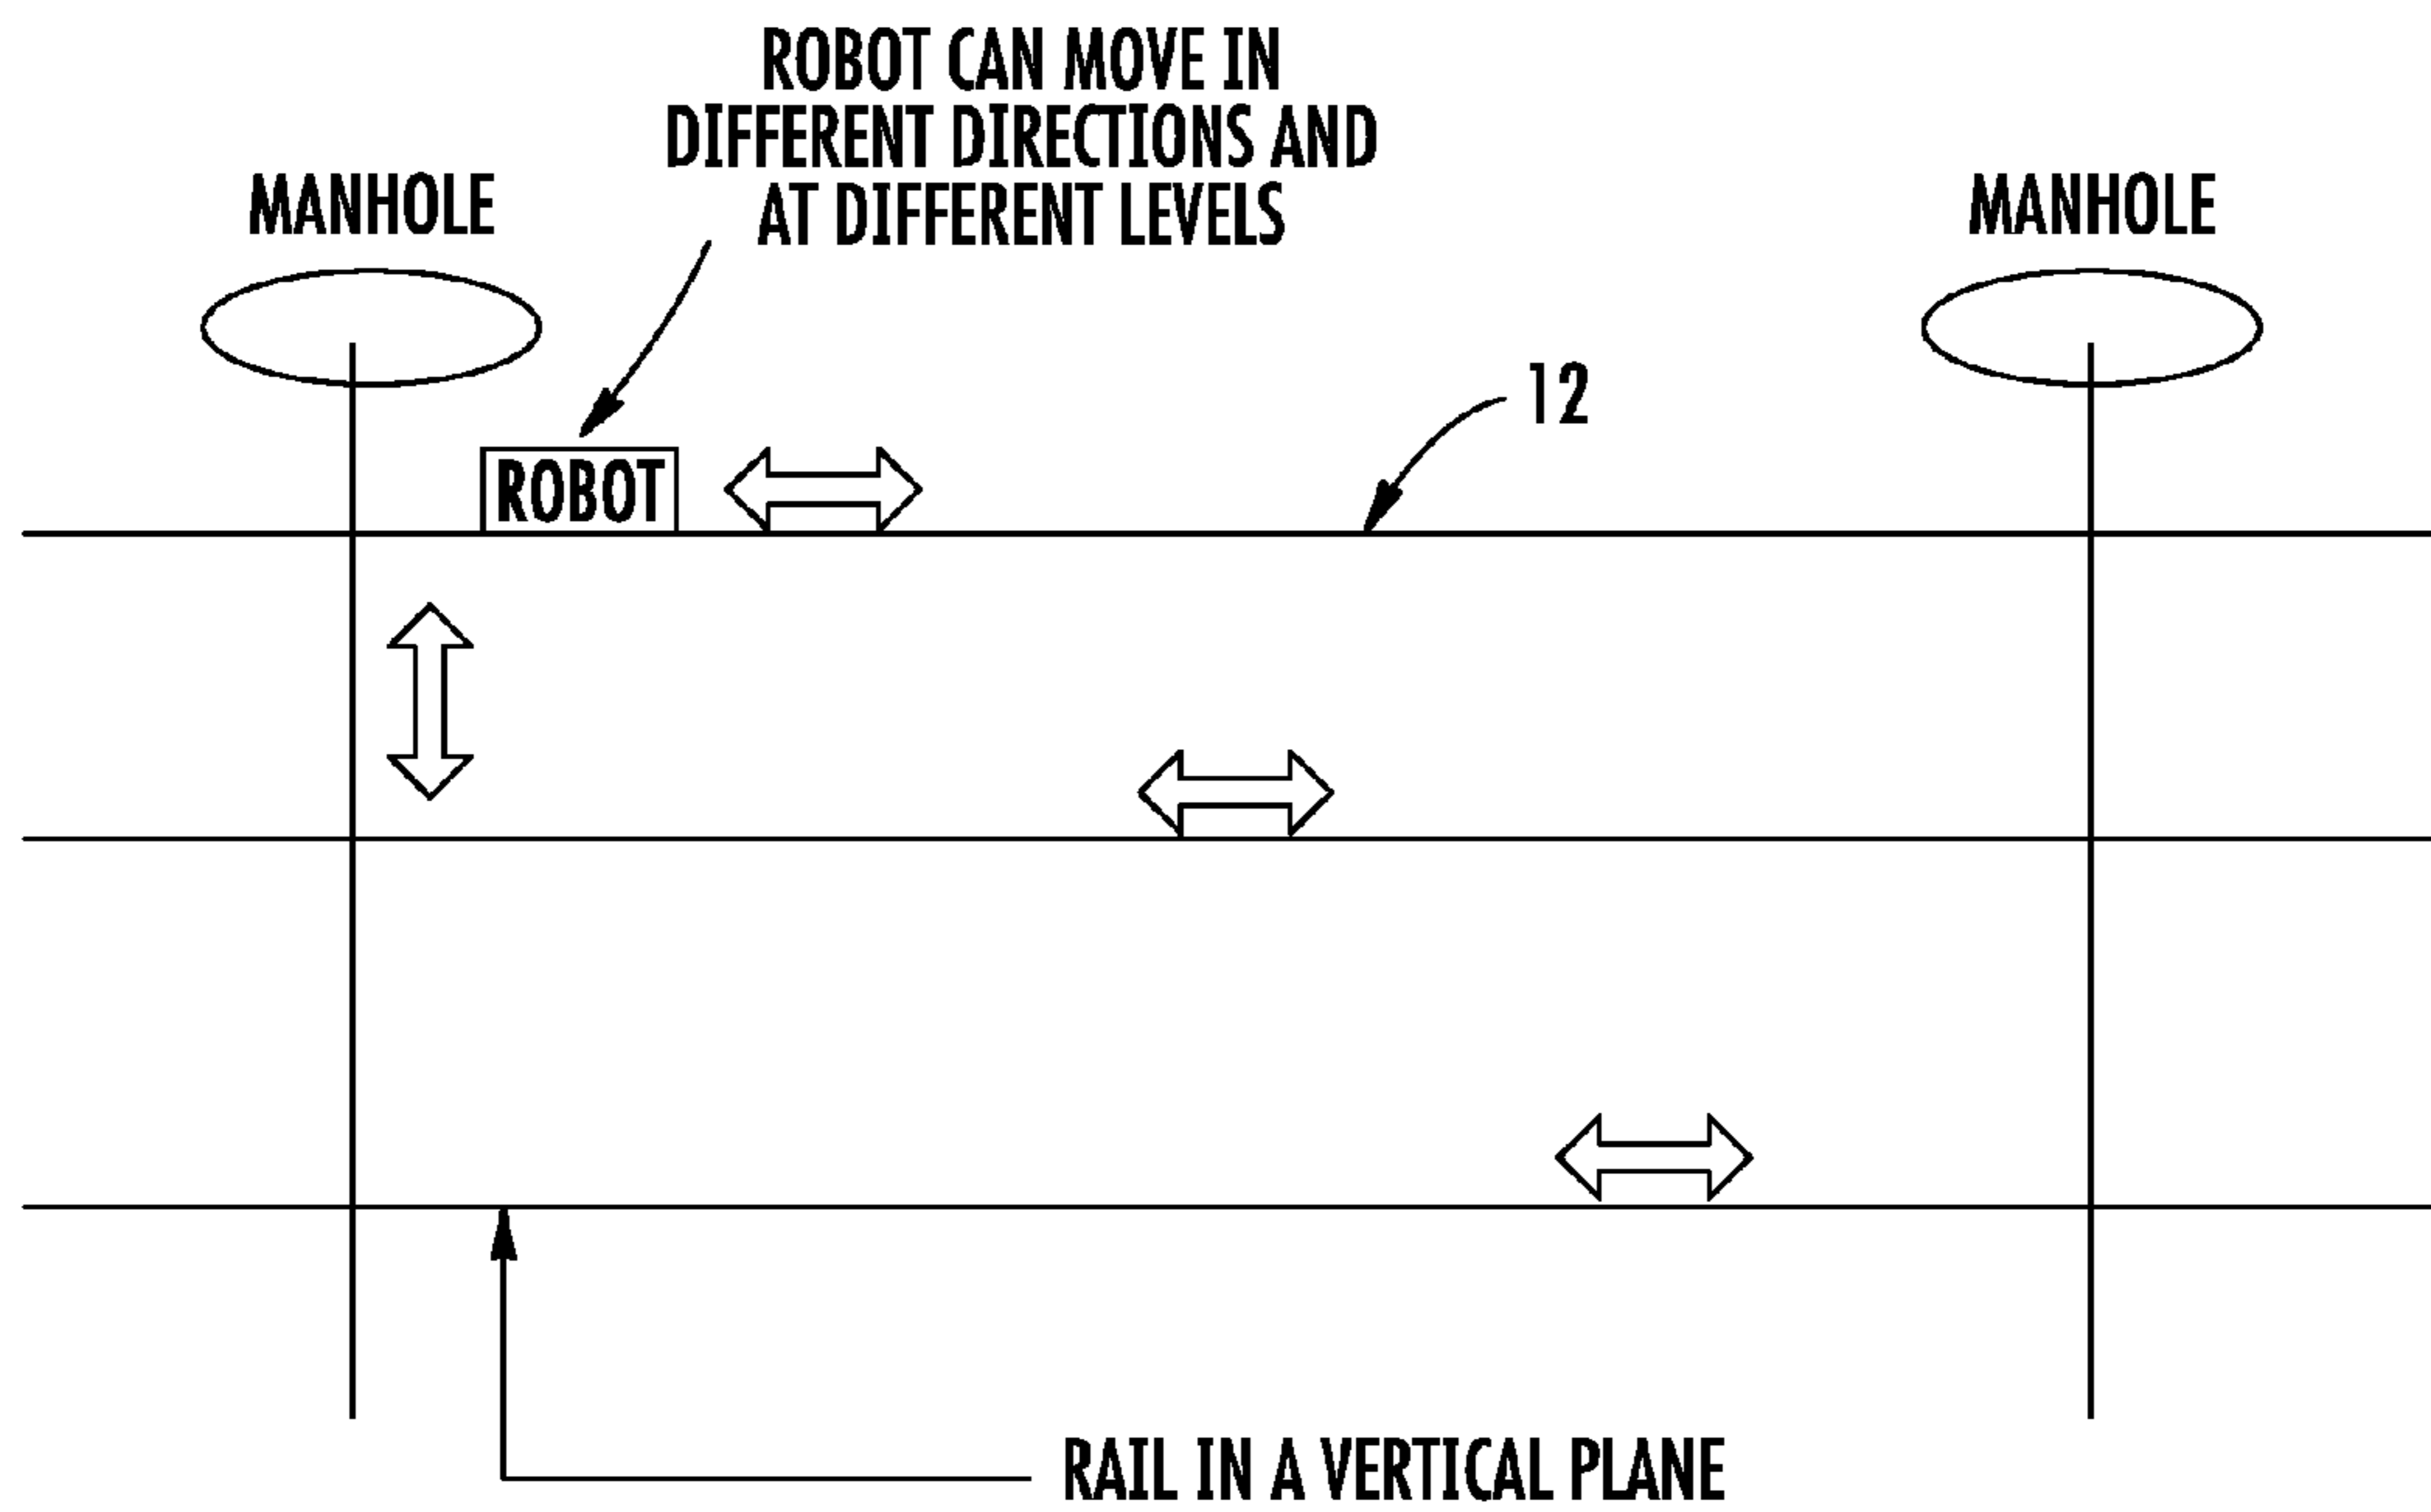 ROBOT CAN MOVE IN
DIFFERENT DIRECTIONS AND
AT DIFFERENT LEVELS
MANHOLE
MANHOLE
12
ROBOT
RAIL IN A VERTICAL PLANE